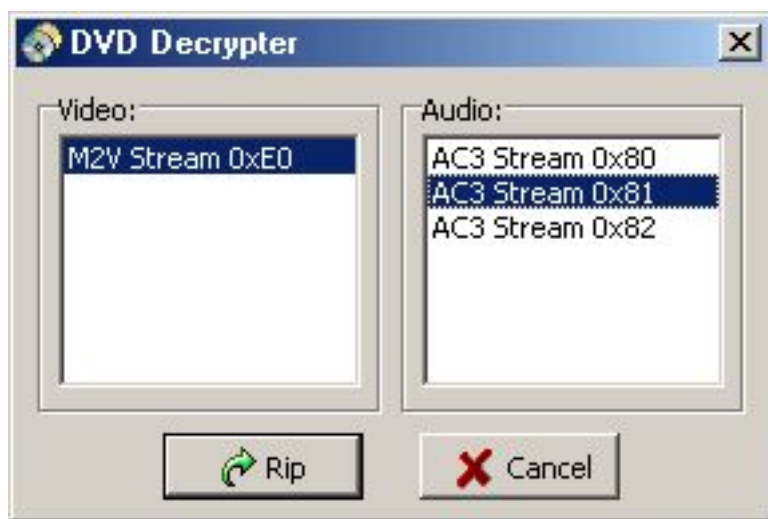 DVD Decrypter
Video:
M2V Stream 0xE0
Audio:
AC3 Stream 0x80
AC3 Stream 0x81
AC3 Stream 0x82
Rip
Cancel